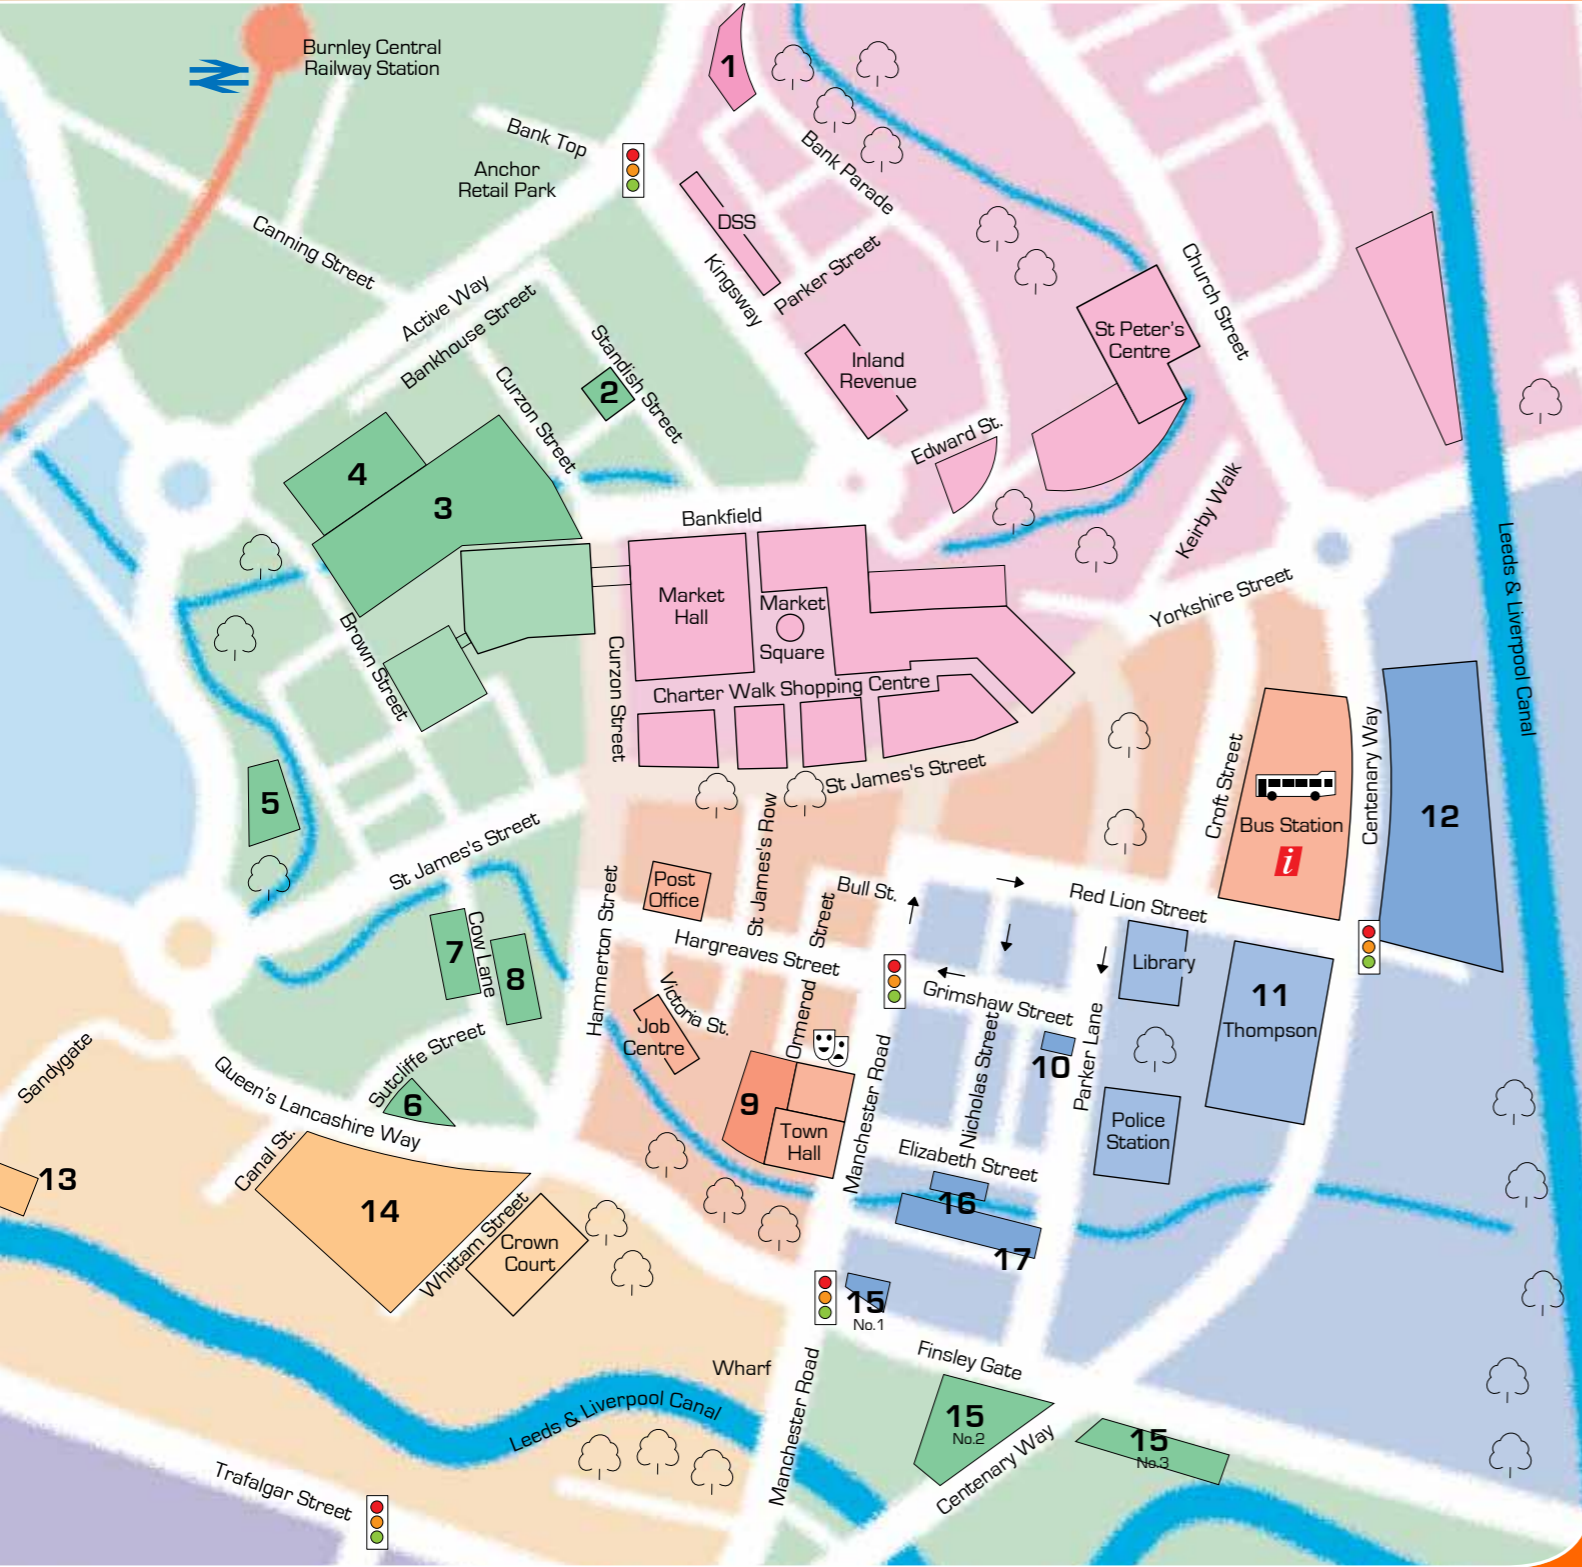 Burnley Central
Railway Station
1
Bank Top
Anchor
Retail Park
Bank Parade
DSS
Canning Street
Kingsway
Parker Street
Church Street
Active Way
Bankhouse Street
Standish Street
Curzon Street
2
Inland
Revenue
St Peter's
Centre
Edward St.
4
3
Keirby Walk
Bankfield
Leeds & Liverpool Canal
Yorkshire Street
Market
Hall
Market
Square
Brown Street
Curzon Street
Charter Walk Shopping Centre
St James's Street
Croft Street
Centenary Way
12
Bus Station
i
5
St James's Street
St James's Row
Post
Office
Bull St.
Red Lion Street
Ormerod Street
Hammerton Street
Hargreaves Street
7
Cow Lane
8
Library
Grimshaw Street
11
Thompson
Victoria St.
Job
Centre
Nicholas Street
10
Parker Lane
Sandygate
Queen's Lancashire Way
Sutcliffe Street
6
9
Town
Hall
Manchester Road
Police
Station
Elizabeth Street
Canal St.
13
14
Whittam Street
Crown
Court
16
17
15
No.1
Wharf
Finsley Gate
Leeds & Liverpool Canal
Manchester Road
15
No.2
15
No.3
Centenary Way
Trafalgar Street